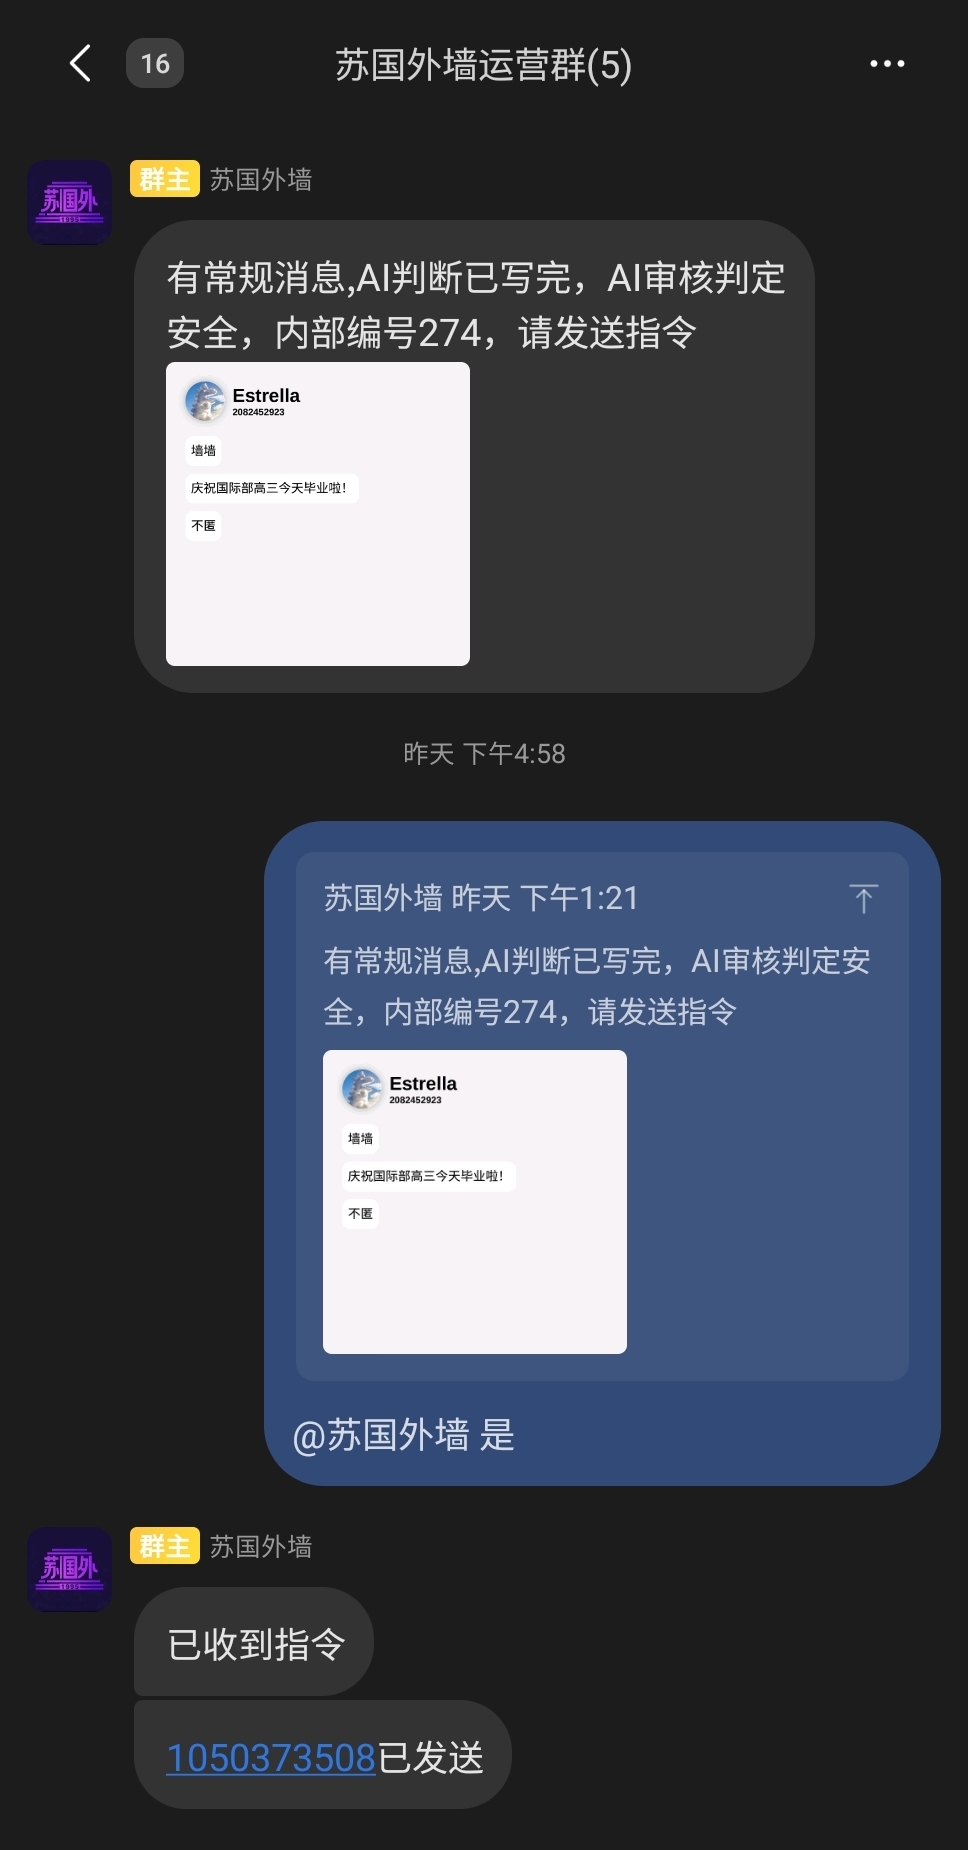 16
苏国外墙运营群(5)
苏国外
1995
群主 苏国外墙
有常规消息,AI判断已写完，AI审核判定
安全，内部编号274，请发送指令
Estrella
2082452923
墙墙
庆祝国际部高三今天毕业啦！
不匿
昨天 下午4:58
苏国外墙 昨天 下午1:21
有常规消息,AI判断已写完，AI审核判定安
全，内部编号274，请发送指令
Estrella
2082452923
墙墙
庆祝国际部高三今天毕业啦！
不匿
@苏国外墙 是
苏国外
1995
群主 苏国外墙
已收到指令
1050373508已发送